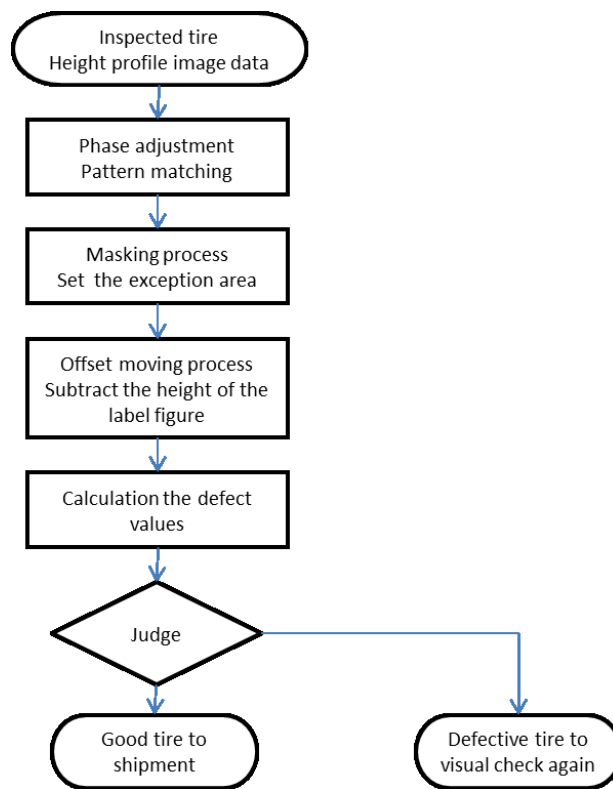 Inspected tire
Height profile image data
Phase adjustment
Pattern matching
Masking process
Set the exception area
Offset moving process
Subtract the height of the
label figure
Calculation the defect
values
Judge
Good tire to
shipment
Defective tire to
visual check again